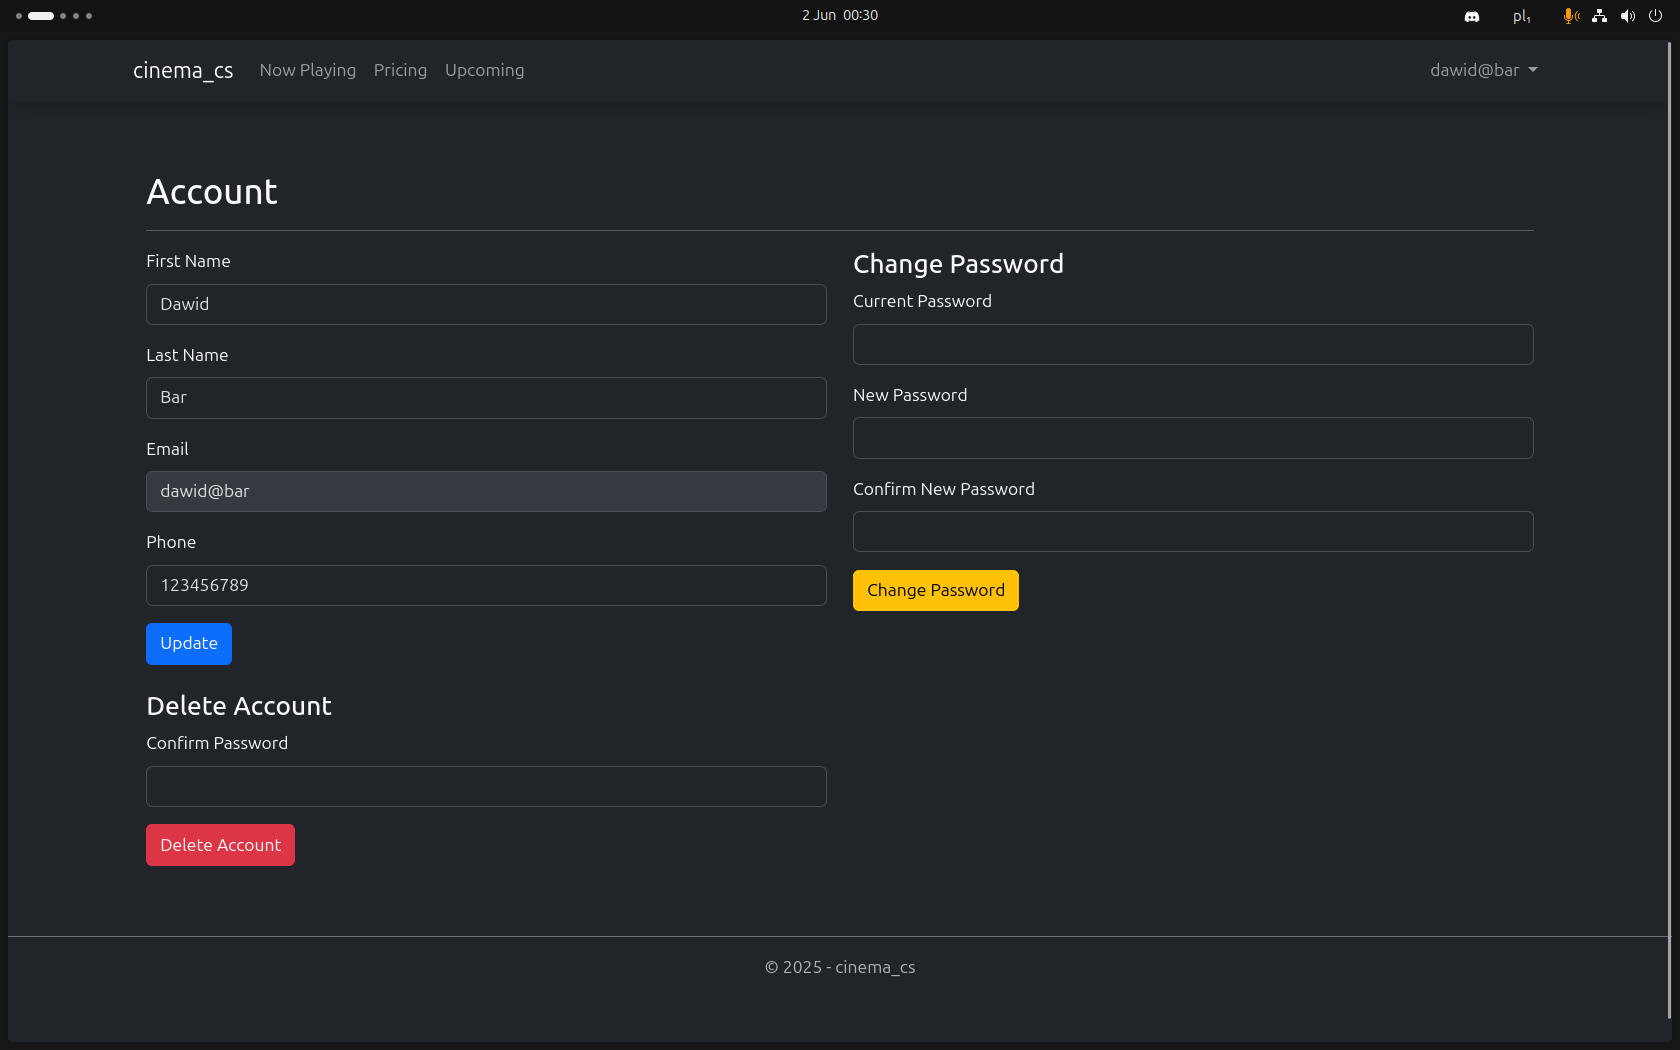 2 Jun 00:30
pl₁
cinema_cs Now Playing Pricing Upcoming dawid@bar
Account
First Name
Dawid
Last Name
Bar
Email
dawid@bar
Phone
123456789
Update
Change Password
Current Password
New Password
Confirm New Password
Change Password
Delete Account
Confirm Password
Delete Account
© 2025 - cinema_cs